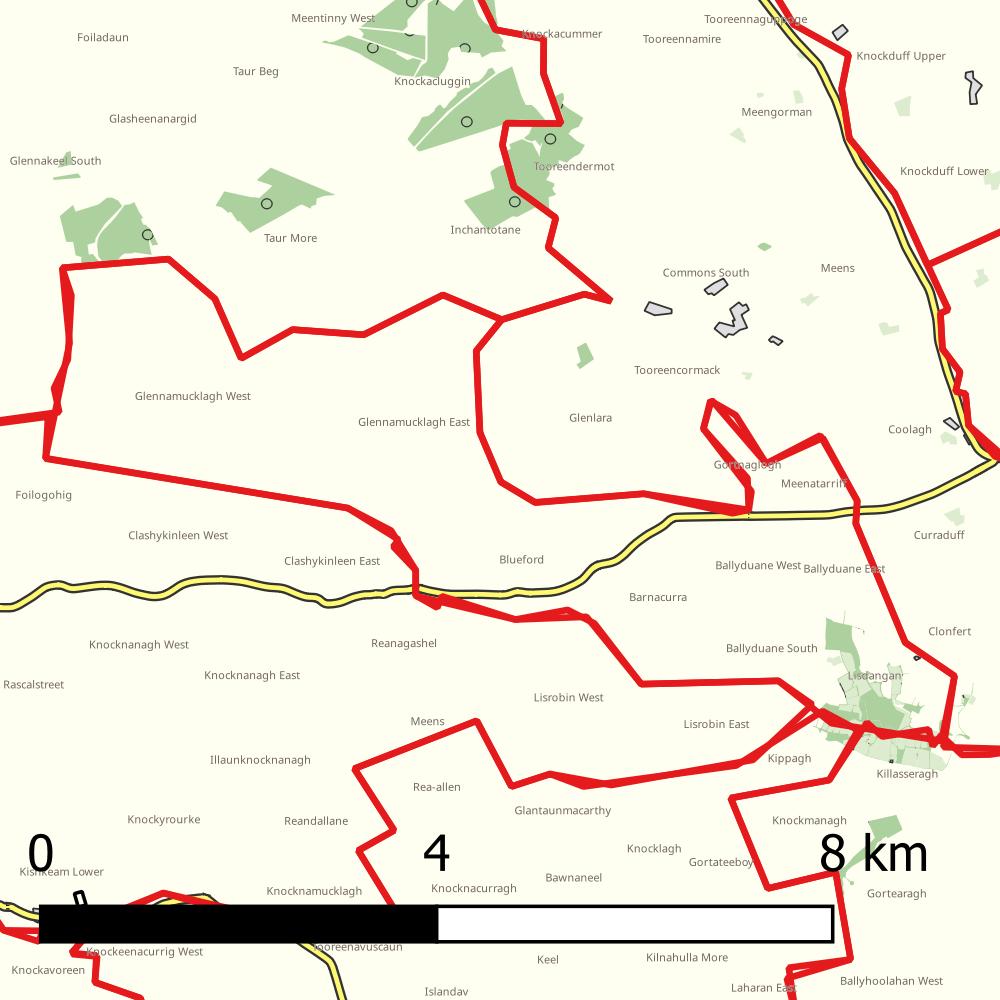 Meentinny West
Tooreennaguppoge
Foiladaun
Knockacummer
Tooreennamire
Knockduff Upper
Taur Beg
Knockacluggin
Glasheenanargid
Meengorman
Glennakeel South
Tooreendermot
Knockduff Lower
Taur More
Inchantotane
Commons South
Meens
Tooreencormack
Glennamucklagh West
Glennamucklagh East
Glenlara
Coolagh
Gortnaglogh
Meenatarriff
Foilogohig
Clashykinleen West
Curraduff
Clashykinleen East
Blueford
Ballyduane West
Ballyduane East
Barnacurra
Knocknanagh West
Reanagashel
Clonfert
Ballyduane South
Knocknanagh East
Lisdangan
Rascalstreet
Lisrobin West
Meens
Lisrobin East
Illaunknocknanagh
Kippagh
Killasseragh
Rea-allen
Glantaunmacarthy
Knockyrourke
Reandallane
Knockmanagh
0
4
8 km
Knocklagh
Gortateeboy
Kishkeam Lower
Bawnaneel
Knocknamucklagh
Knocknacurragh
Gortearagh
Knockeenacurrig West
Tooreenavuscaun
Keel
Kilnahulla More
Knockavoreen
Islandav
Laharan East
Ballyhoolahan West